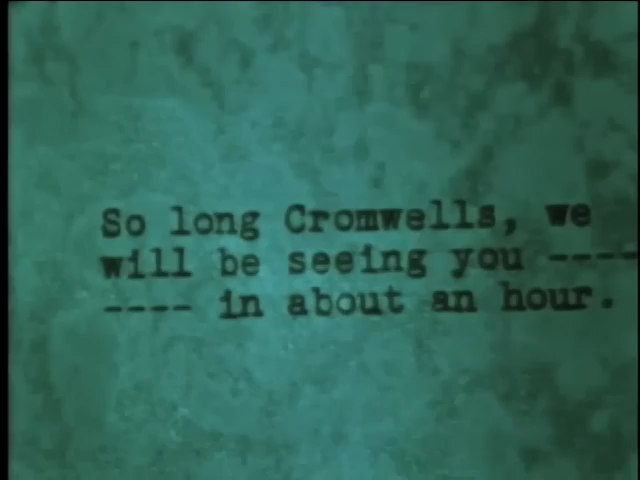 So long Cromwells, we
will be seeing you ----
---- in about an hour.